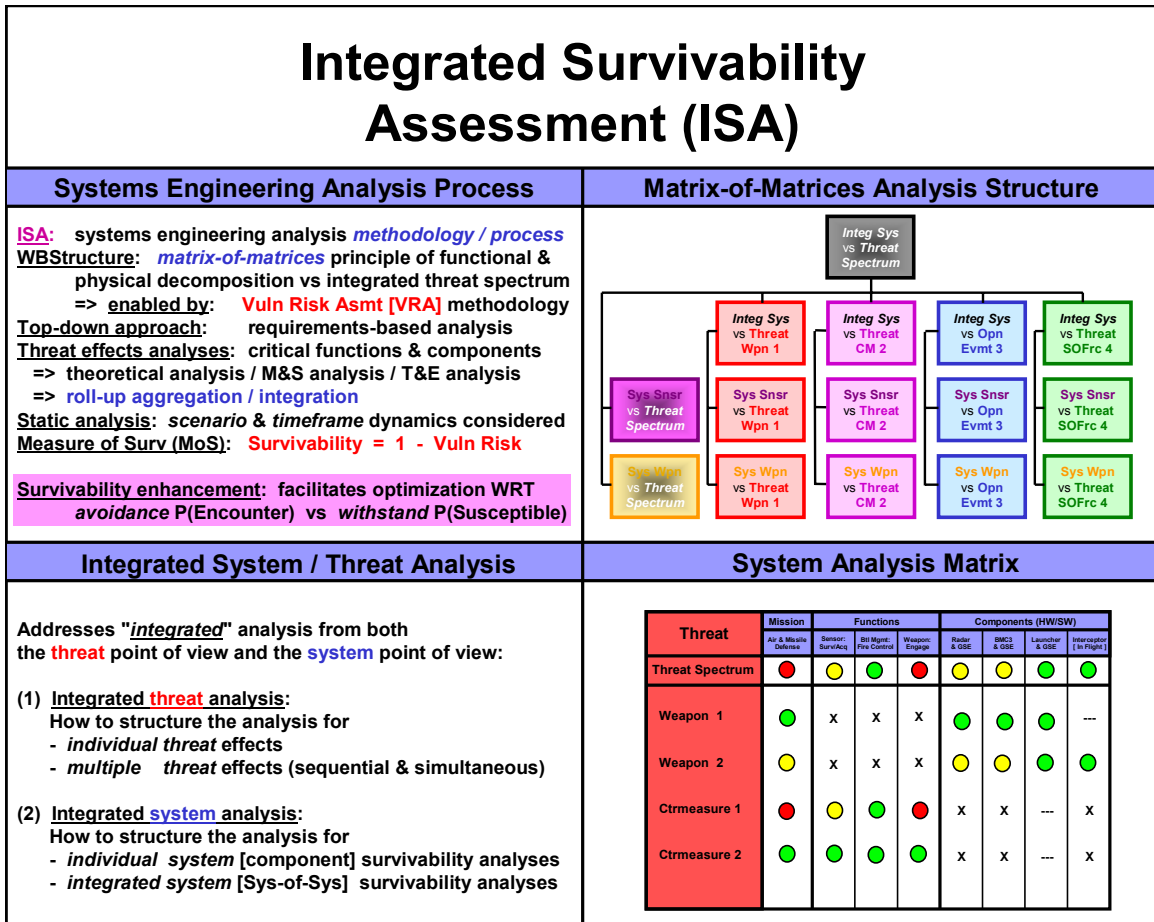 Integrated Survivability
Assessment (ISA)
Systems Engineering Analysis Process
ISA: systems engineering analysis methodology / process
WBStructure: matrix-of-matrices principle of functional &
physical decomposition vs integrated threat spectrum
=> enabled by: Vuln Risk Asmt [VRA] methodology
Top-down approach: requirements-based analysis
Threat effects analyses: critical functions & components
=> theoretical analysis / M&S analysis / T&E analysis
=> roll-up aggregation / integration
Static analysis: scenario & timeframe dynamics considered
Measure of Surv (MoS): Survivability = 1 - Vuln Risk
Survivability enhancement: facilitates optimization WRT
avoidance P(Encounter) vs withstand P(Susceptible)
Matrix-of-Matrices Analysis Structure
Integ Sys
vs Threat
Spectrum
Integ Sys
vs Threat
Wpn 1
Integ Sys
vs Threat
CM 2
Integ Sys
vs Opn
Evmt 3
Integ Sys
vs Threat
SOFrc 4
Sys Snsr
vs Threat
Spectrum
Sys Snsr
vs Threat
Wpn 1
Sys Snsr
vs Threat
CM 2
Sys Snsr
vs Opn
Evmt 3
Sys Snsr
vs Threat
SOFrc 4
Sys Wpn
vs Threat
Spectrum
Sys Wpn
vs Threat
Wpn 1
Sys Wpn
vs Threat
CM 2
Sys Wpn
vs Opn
Evmt 3
Sys Wpn
vs Threat
SOFrc 4
Integrated System / Threat Analysis
Addresses "integrated" analysis from both
the threat point of view and the system point of view:
(1) Integrated threat analysis:
How to structure the analysis for
- individual threat effects
- multiple threat effects (sequential & simultaneous)
(2) Integrated system analysis:
How to structure the analysis for
- individual system [component] survivability analyses
- integrated system [Sys-of-Sys] survivability analyses
System Analysis Matrix
Threat
Mission Functions Components (HW/SW)
Air & Missile Sensor: Btl Mgmt: Weapon: Radar BMC3 Launcher Interceptor
Defense Surv/Acq Fire Control Engage & GSE & GSE & GSE [ In Flight ]
Threat Spectrum
Weapon 1 X X X ---
Weapon 2 X X X
Ctrmeasure 1 X X --- X
Ctrmeasure 2 X X --- X